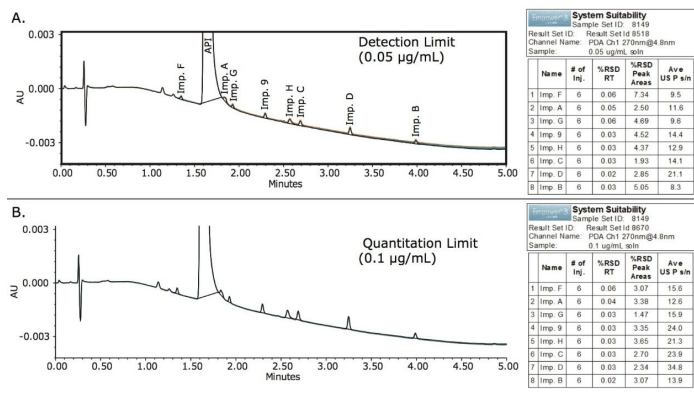 A.
Detection Limit
(0.05 µg/mL)
0.003
0.000
-0.003
AU
Imp. F
API
Imp. A
Imp. G
Imp. 9
Imp. H
Imp. C
Imp. D
Imp. B
0.00 0.50 1.00 1.50 2.00 2.50 3.00 3.50 4.00 4.50 5.00
Minutes
Empower 3
System Suitability
Sample Set ID: 8149
Result Set ID: Result Set Id 8518
Channel Name: PDA Ch1 270nm@4.8nm
Sample: 0.05 ug/mL soln
Name # of Inj. %RSD RT %RSD Peak Areas Ave US P s/n
1 Imp. F 6 0.06 7.34 9.5
2 Imp. A 6 0.05 2.50 11.6
3 Imp. G 6 0.06 4.69 9.6
4 Imp. 9 6 0.03 4.52 14.4
5 Imp. H 6 0.03 4.37 12.9
6 Imp. C 6 0.03 1.93 14.1
7 Imp. D 6 0.02 2.85 21.1
8 Imp. B 6 0.03 5.05 8.3
B.
Quantitation Limit
(0.1 µg/mL)
0.003
0.000
-0.003
AU
0.00 0.50 1.00 1.50 2.00 2.50 3.00 3.50 4.00 4.50 5.00
Minutes
Empower 3
System Suitability
Sample Set ID: 8149
Result Set ID: Result Set Id 8670
Channel Name: PDA Ch1 270nm@4.8nm
Sample: 0.1 ug/mL soln
Name # of Inj. %RSD RT %RSD Peak Areas Ave US P s/n
1 Imp. F 6 0.06 3.07 15.6
2 Imp. A 6 0.04 3.38 12.6
3 Imp. G 6 0.03 1.47 15.9
4 Imp. 9 6 0.03 3.35 24.0
5 Imp. H 6 0.03 3.65 21.3
6 Imp. C 6 0.03 2.70 23.9
7 Imp. D 6 0.03 2.34 34.8
8 Imp. B 6 0.02 3.07 13.9